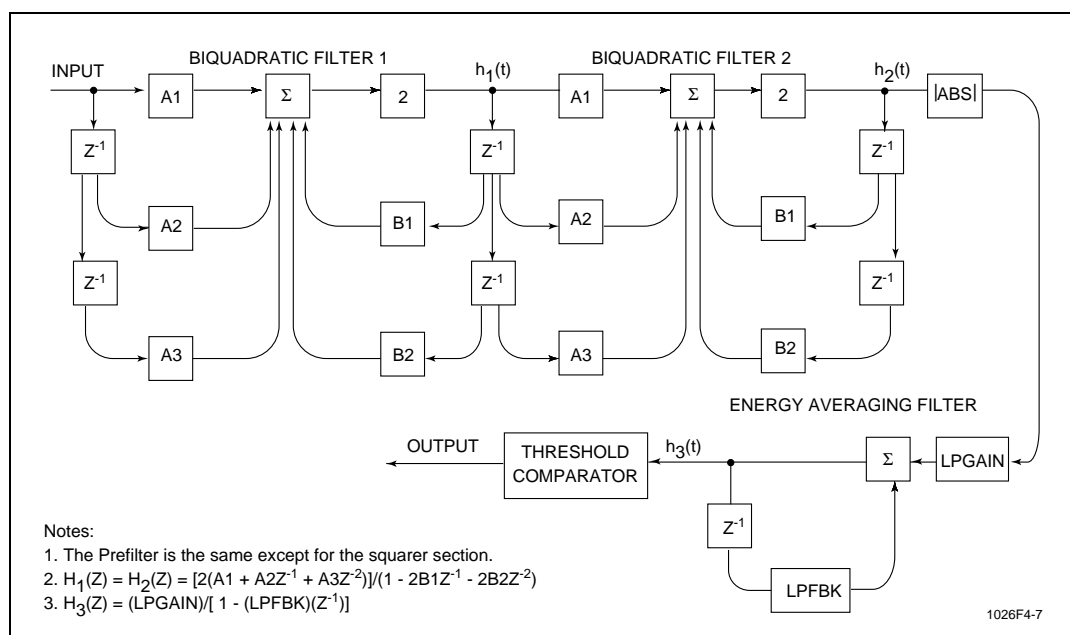 BIQUADRATIC FILTER 1
BIQUADRATIC FILTER 2
INPUT
h1(t)
h2(t)
A1
Σ
2
A1
Σ
2
|ABS|
Z-1
Z-1
Z-1
A2
B1
A2
B1
Z-1
Z-1
Z-1
A3
B2
A3
B2
ENERGY AVERAGING FILTER
OUTPUT
THRESHOLD
COMPARATOR
h3(t)
Σ
LPGAIN
Z-1
LPFBK
Notes:
1. The Prefilter is the same except for the squarer section.
2. H1(Z) = H2(Z) = [2(A1 + A2Z-1 + A3Z-2)]/(1 - 2B1Z-1 - 2B2Z-2)
3. H3(Z) = (LPGAIN)/[ 1 - (LPFBK)(Z-1)]
1026F4-7